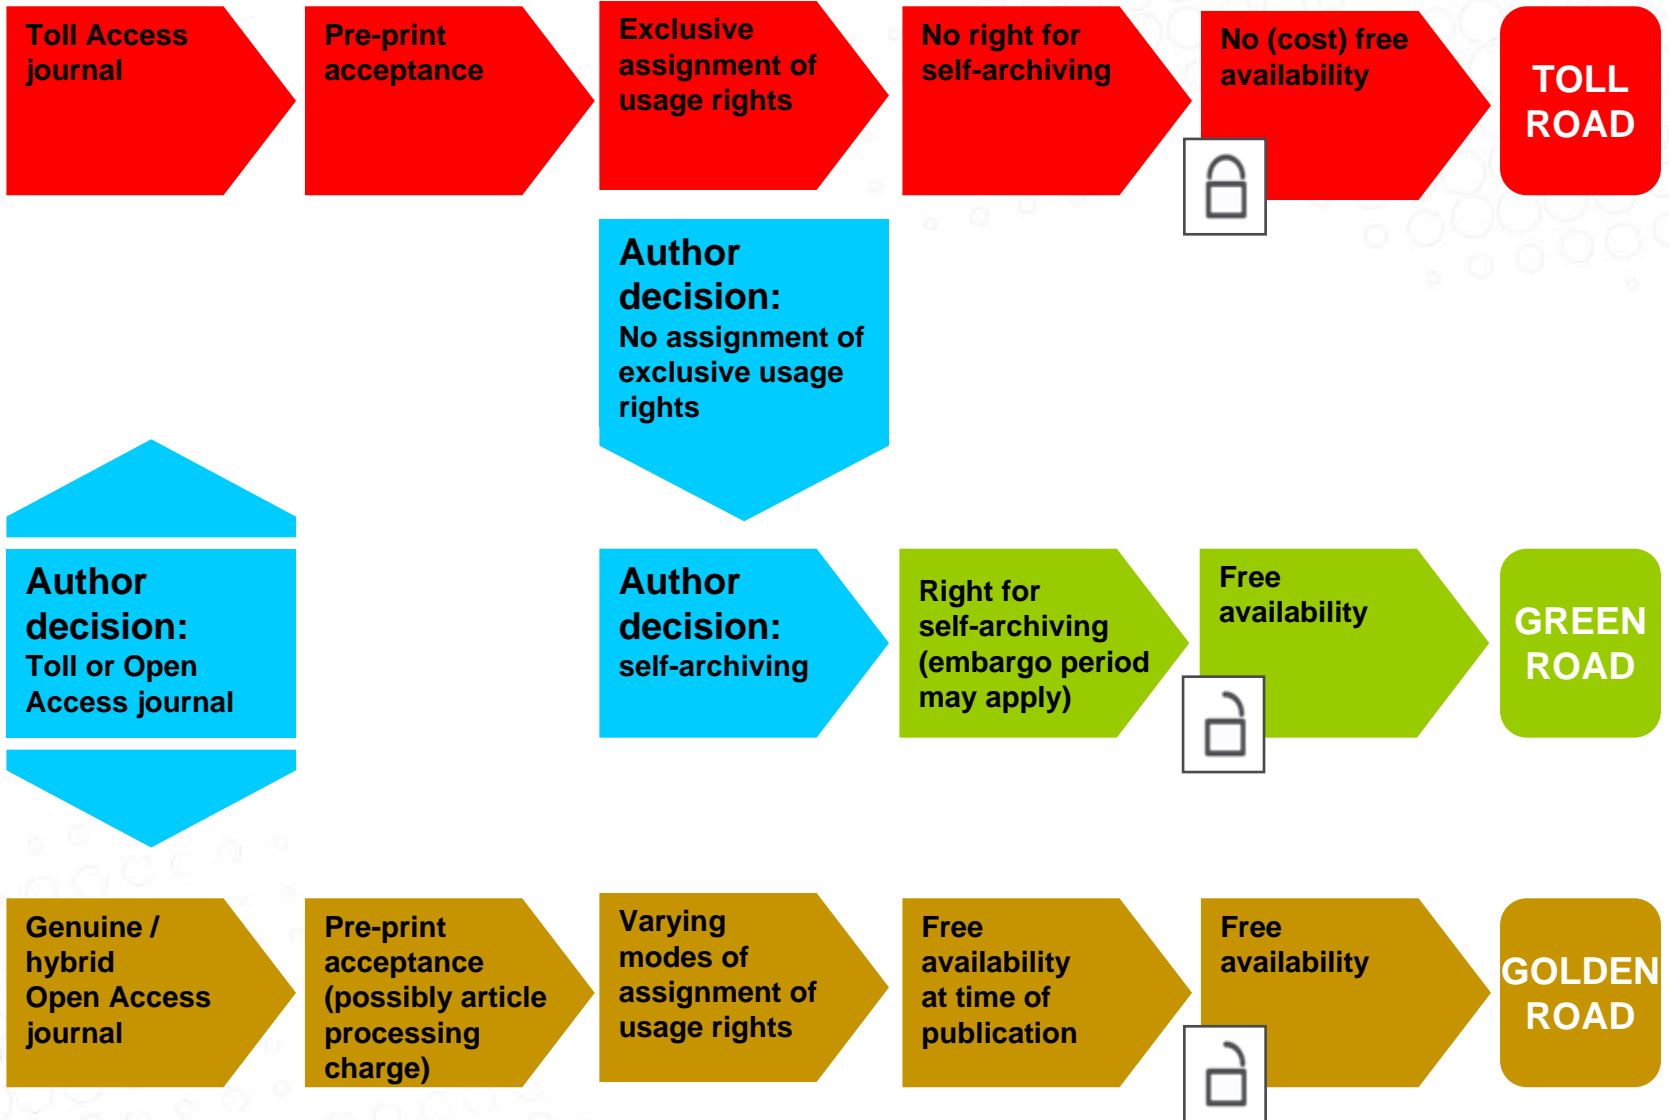 Toll Access
journal
Pre-print
acceptance
Exclusive
assignment of
usage rights
No right for
self-archiving
No (cost) free
availability
TOLL
ROAD
Author
decision:
No assignment of
exclusive usage
rights
Author
decision:
Toll or Open
Access journal
Author
decision:
self-archiving
Right for
self-archiving
(embargo period
may apply)
Free
availability
GREEN
ROAD
Genuine /
hybrid
Open Access
journal
Pre-print
acceptance
(possibly article
processing
charge)
Varying
modes of
assignment of
usage rights
Free
availability
at time of
publication
Free
availability
GOLDEN
ROAD